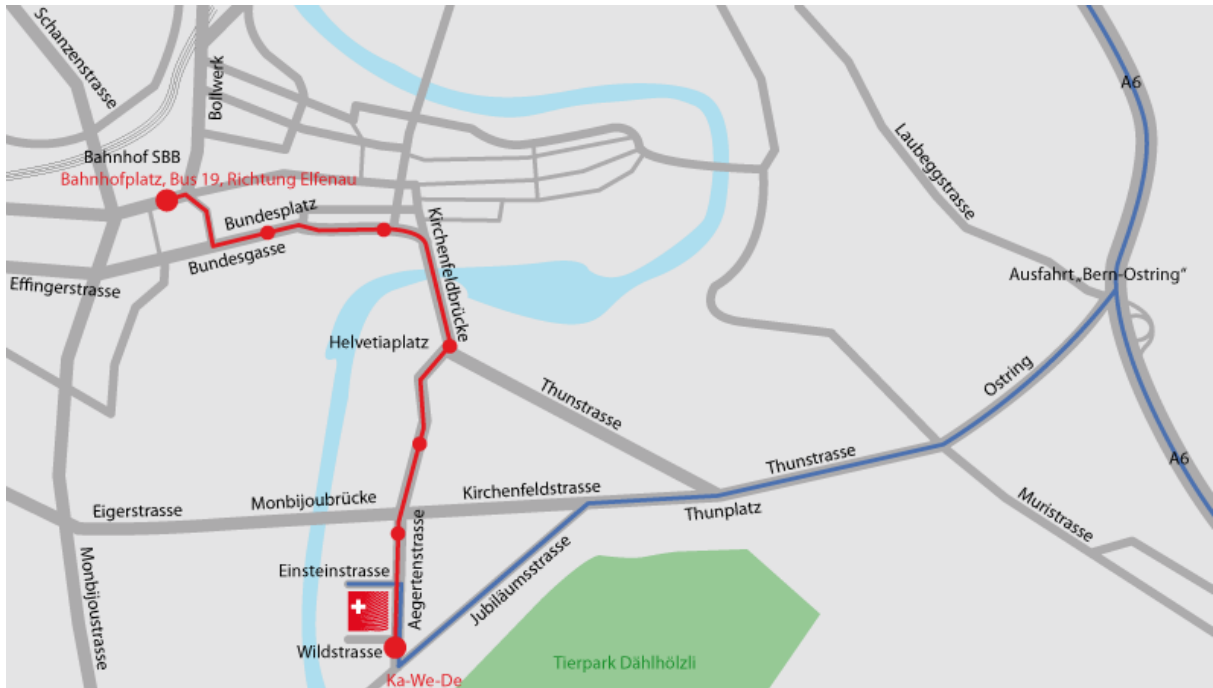 Schanzenstrasse
Bollwerk
A6
Laubeggstrasse
Bahnhof SBB
Bahnhofplatz, Bus 19, Richtung Elfenau
Bundesplatz
Kirchenfeldbrücke
Bundesgasse
Effingerstrasse
Ausfahrt „Bern-Ostring“
Helvetiaplatz
Thunstrasse
Ostring
Thunstrasse
A6
Monbijoubrücke
Kirchenfeldstrasse
Eigerstrasse
Thunplatz
Muristrasse
Monbijoustrasse
Einsteinstrasse
Aegertenstrasse
Jubiläumsstrasse
Wildstrasse
Tierpark Dählhölzli
Ka-We-De